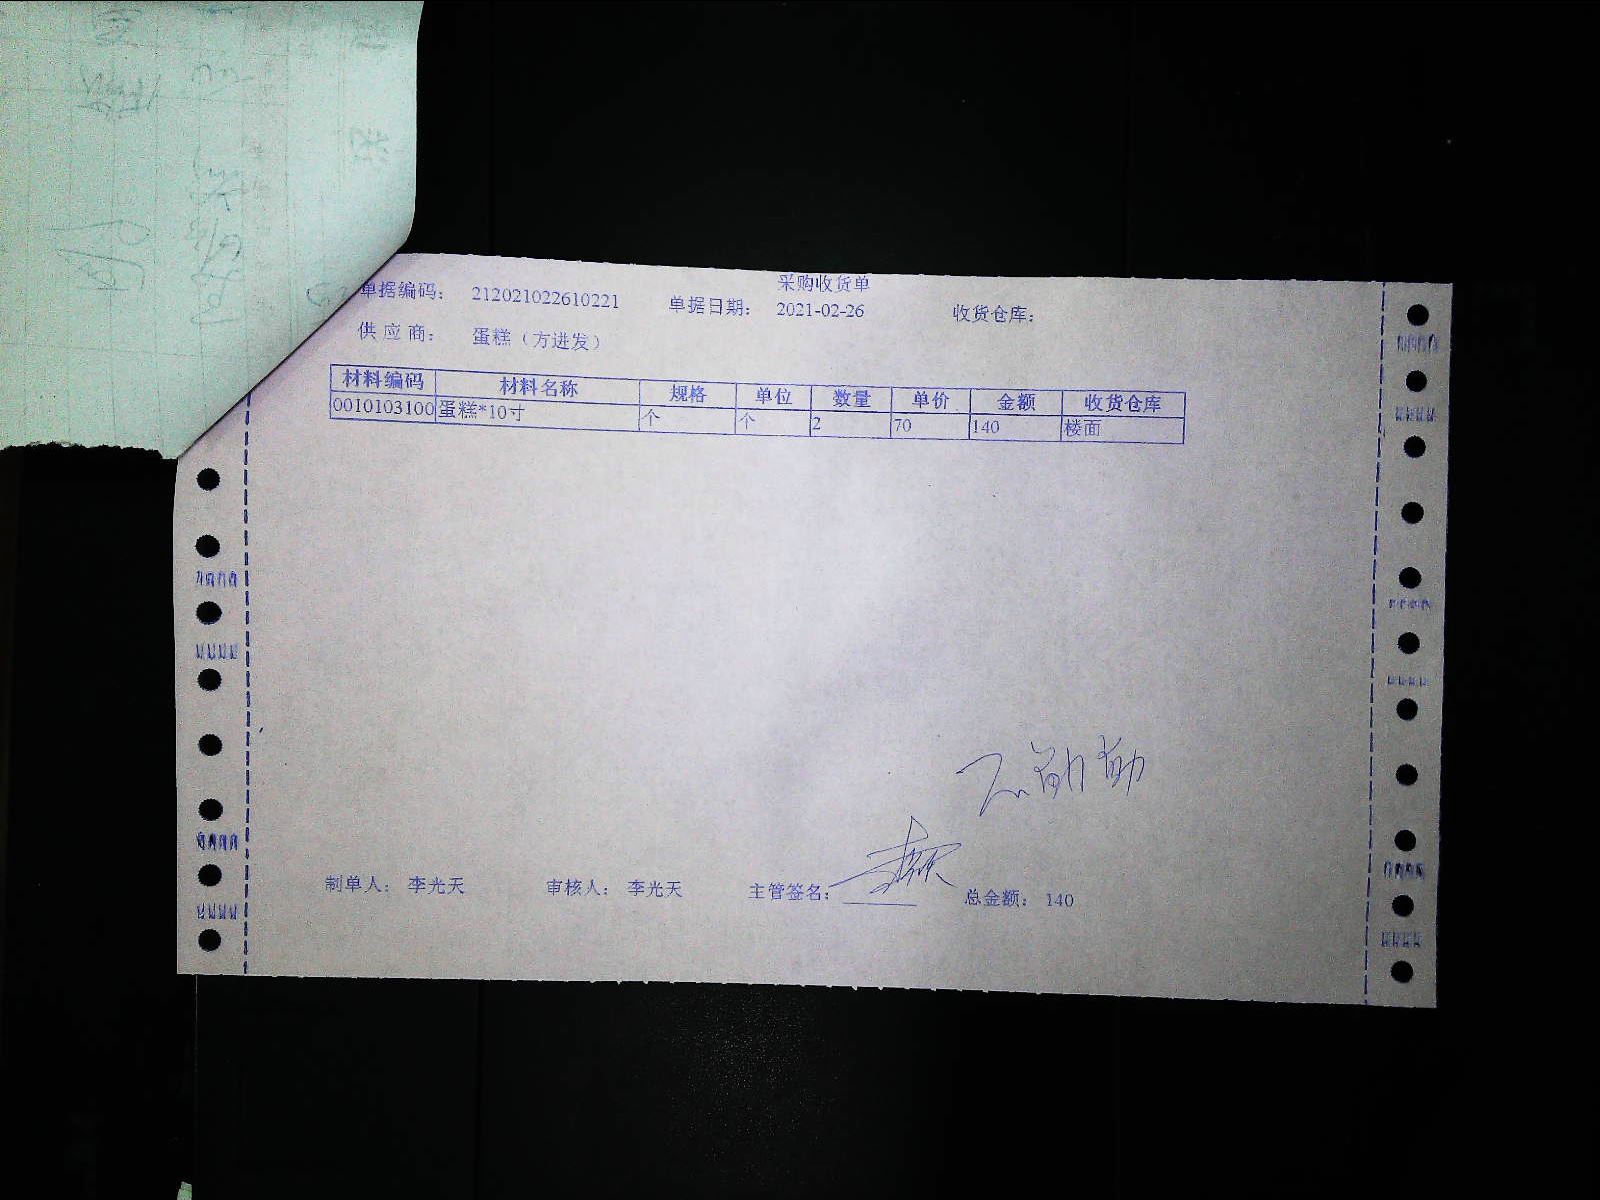 采购收货单
单据编码： 212021022610221 单据日期： 2021-02-26 收货仓库：
供应商： 蛋糕（方进发）
材料编码 材料名称 规格 单位 数量 单价 金额 收货仓库
0010103100 蛋糕*10寸 个 个 2 70 140 楼面
制单人： 李光天 审核人： 李光天 主管签名： 总金额： 140